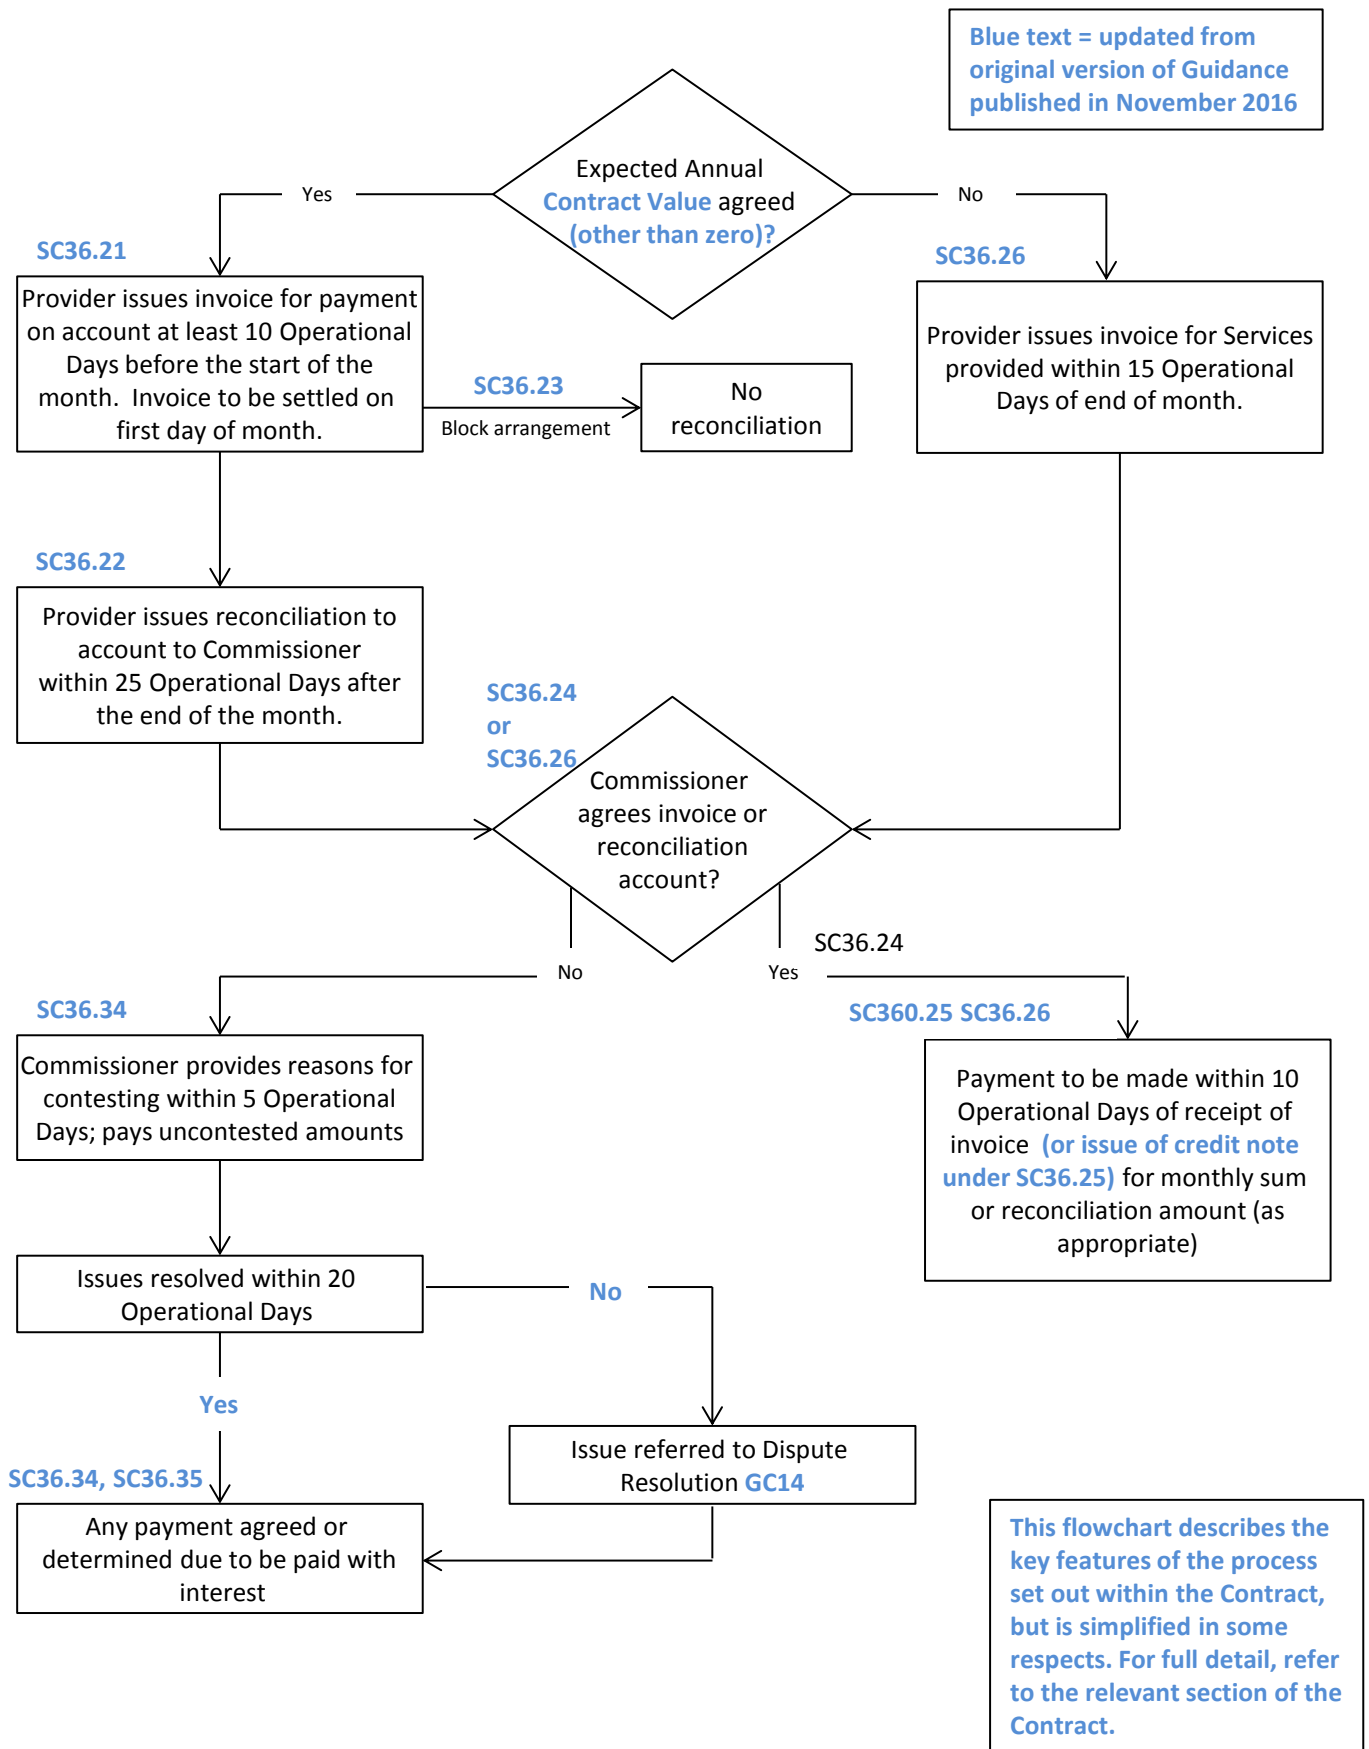 Blue text = updated from
original version of Guidance
published in November 2016
Expected Annual
Contract Value agreed
(other than zero)?
Yes
No
SC36.21
Provider issues invoice for payment
on account at least 10 Operational
Days before the start of the
month.  Invoice to be settled on
first day of month.
SC36.23
Block arrangement
No
reconciliation
SC36.26
Provider issues invoice for Services
provided within 15 Operational
Days of end of month.
SC36.22
Provider issues reconciliation to
account to Commissioner
within 25 Operational Days after
the end of the month.
SC36.24
or
SC36.26
Commissioner
agrees invoice or
reconciliation
account?
No
Yes
SC36.24
SC36.34
Commissioner provides reasons for
contesting within 5 Operational
Days; pays uncontested amounts
SC360.25 SC36.26
Payment to be made within 10
Operational Days of receipt of
invoice  (or issue of credit note
under SC36.25) for monthly sum
or reconciliation amount (as
appropriate)
Issues resolved within 20
Operational Days
No
Yes
Issue referred to Dispute
Resolution GC14
SC36.34, SC36.35
Any payment agreed or
determined due to be paid with
interest
This flowchart describes the
key features of the process
set out within the Contract,
but is simplified in some
respects. For full detail, refer
to the relevant section of the
Contract.